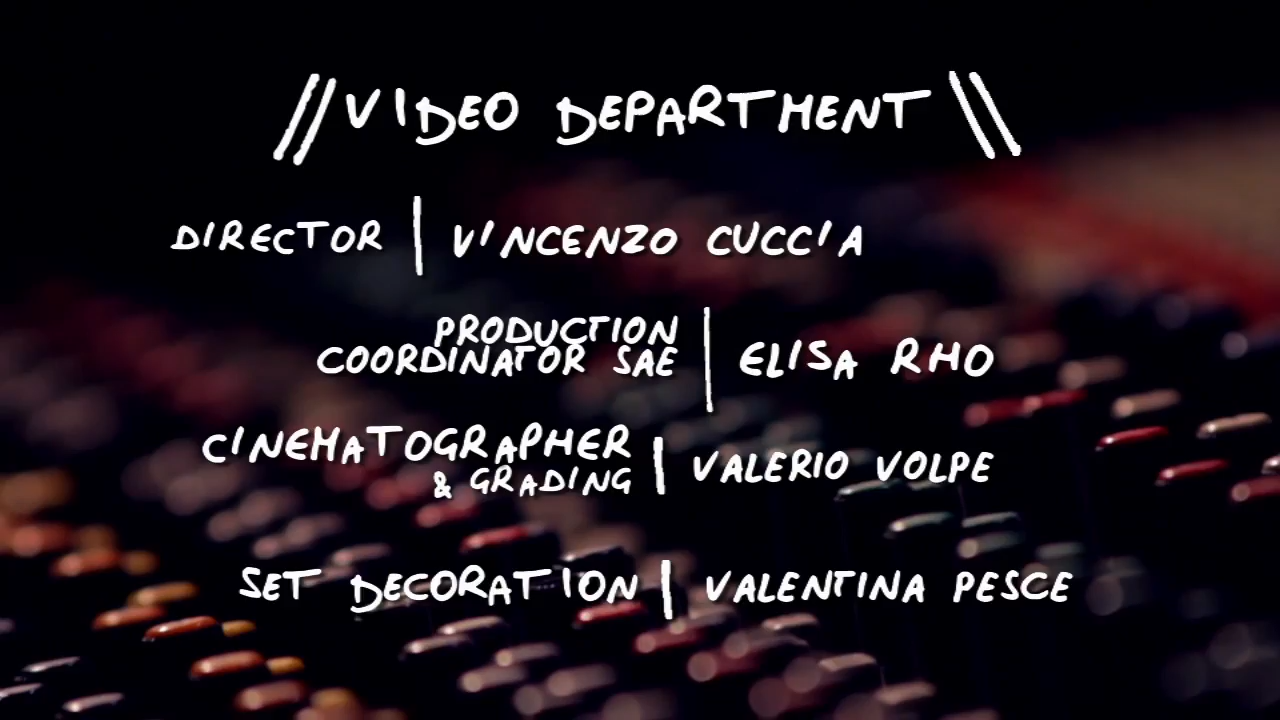 // VIDEO DEPARTMENT \\
DIRECTOR | VINCENZO CUCCIA
PRODUCTION
COORDINATOR SAE | ELISA RHO
CINEMATOGRAPHER
& GRADING | VALERIO VOLPE
SET DECORATION | VALENTINA PESCE